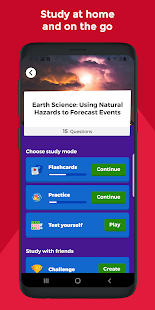 Study at home
and on the go
Earth Science: Using Natural
Hazards to Forecast Events
15 Questions
Choose study mode
Flashcards
Continue
Practice
Continue
Test yourself
Play
Study with friends
Challenge
Create